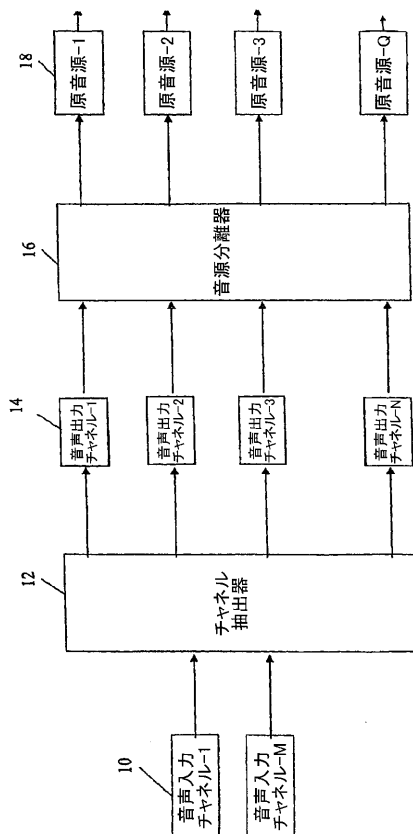 10
音声入力
チャネル-1
音声入力
チャネル-M
12
チャネル
抽出器
14
音声出力
チャネル-1
音声出力
チャネル-2
音声出力
チャネル-3
音声出力
チャネル-N
16
音源分離器
18
原音源-1
原音源-2
原音源-3
原音源-Q